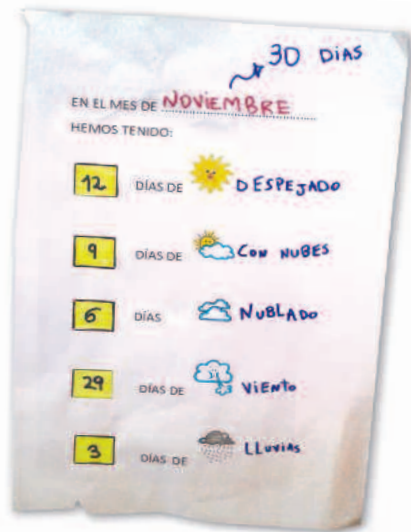 30 DÍAS
EN EL MES DE NOVIEMBRE
HEMOS TENIDO:
12 DÍAS DE DESPEJADO
9 DÍAS DE CON NUBES
6 DÍAS NUBLADO
29 DÍAS DE VIENTO
3 DÍAS DE LLUVIAS